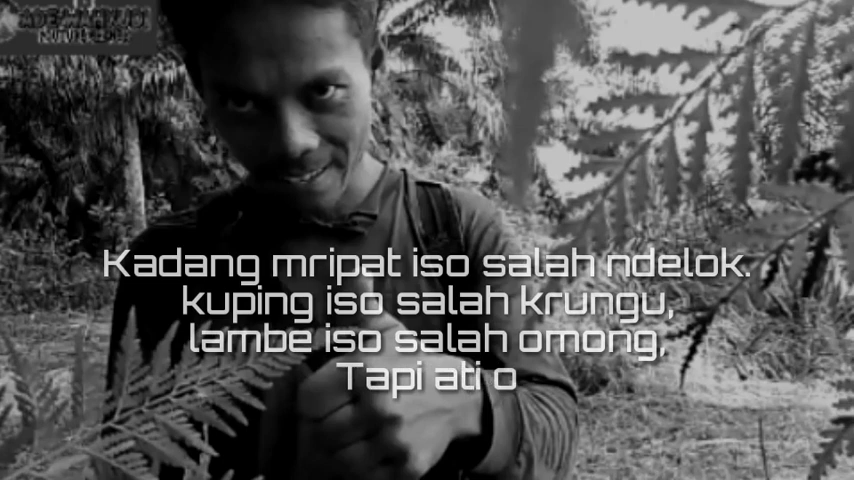 Kadang mripat iso salah ndelok.
kuping iso salah krungu,
lambe iso salah omong,
Tapi ati o